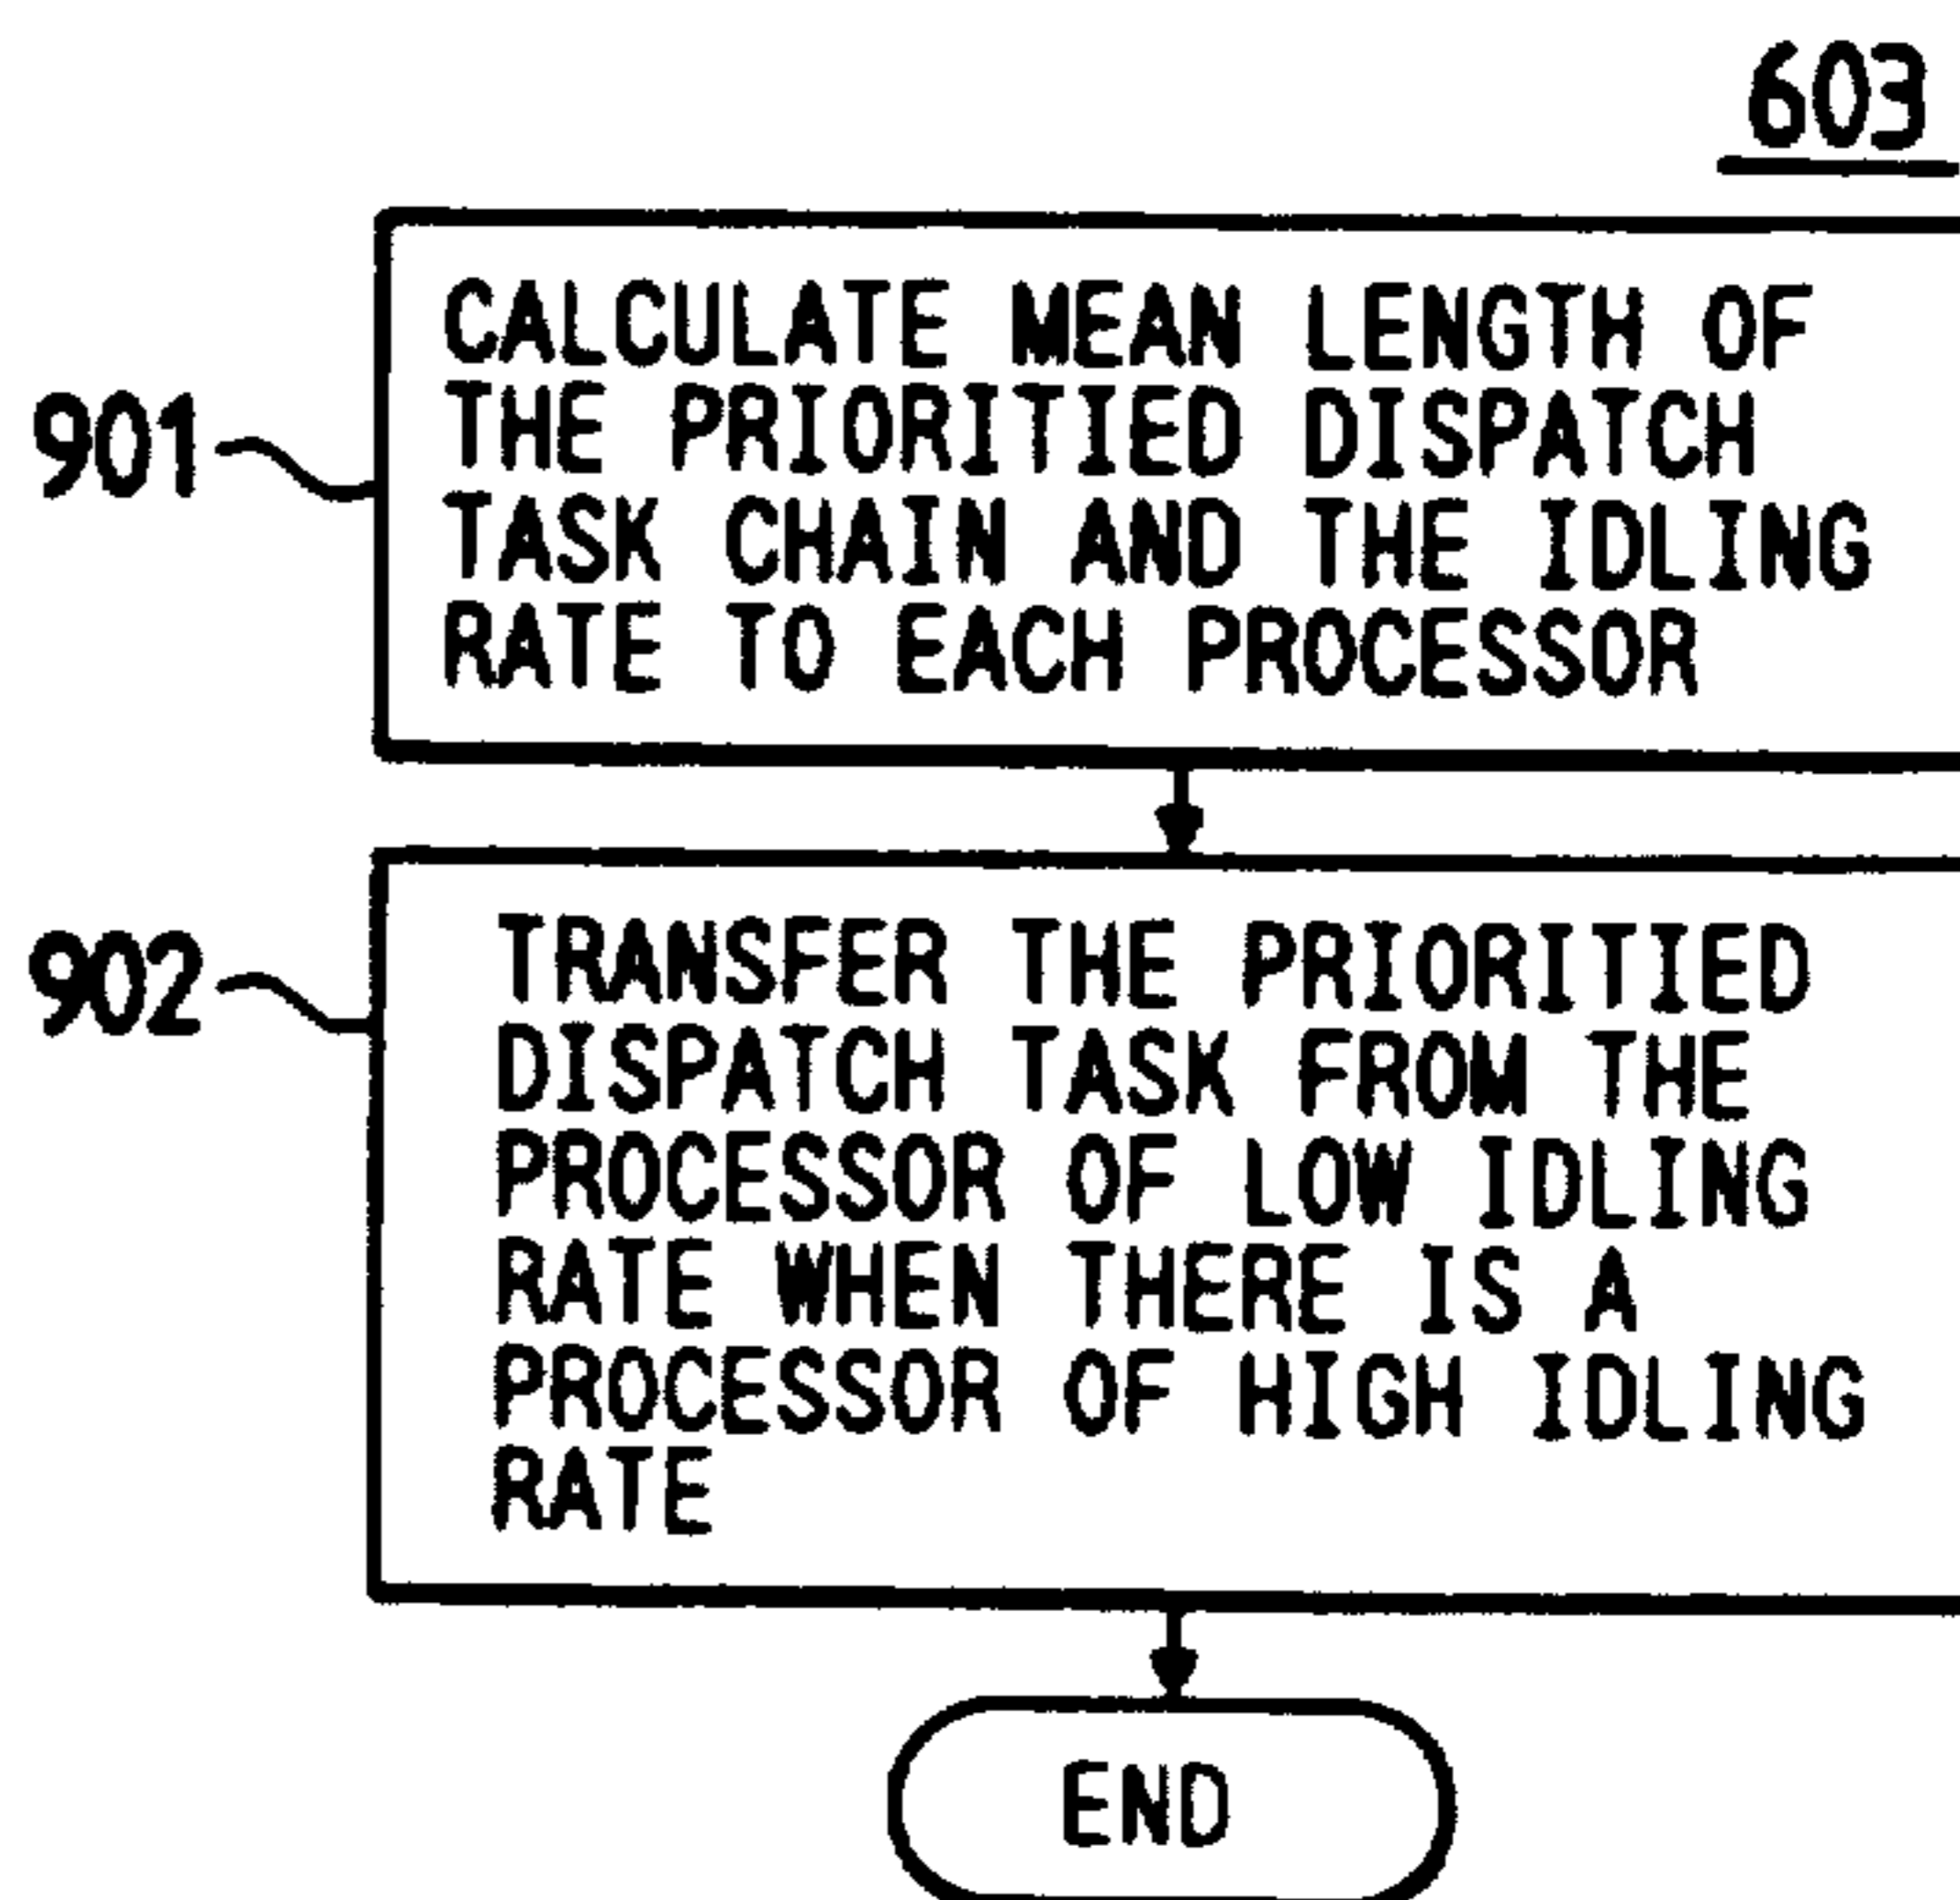 603
CALCULATE MEAN LENGTH OF
THE PRIORITIED DISPATCH
TASK CHAIN AND THE IDLING
RATE TO EACH PROCESSOR
901
TRANSFER THE PRIORITIED
DISPATCH TASK FROM THE
PROCESSOR OF LOW IDLING
RATE WHEN THERE IS A
PROCESSOR OF HIGH IDLING
RATE
902
END